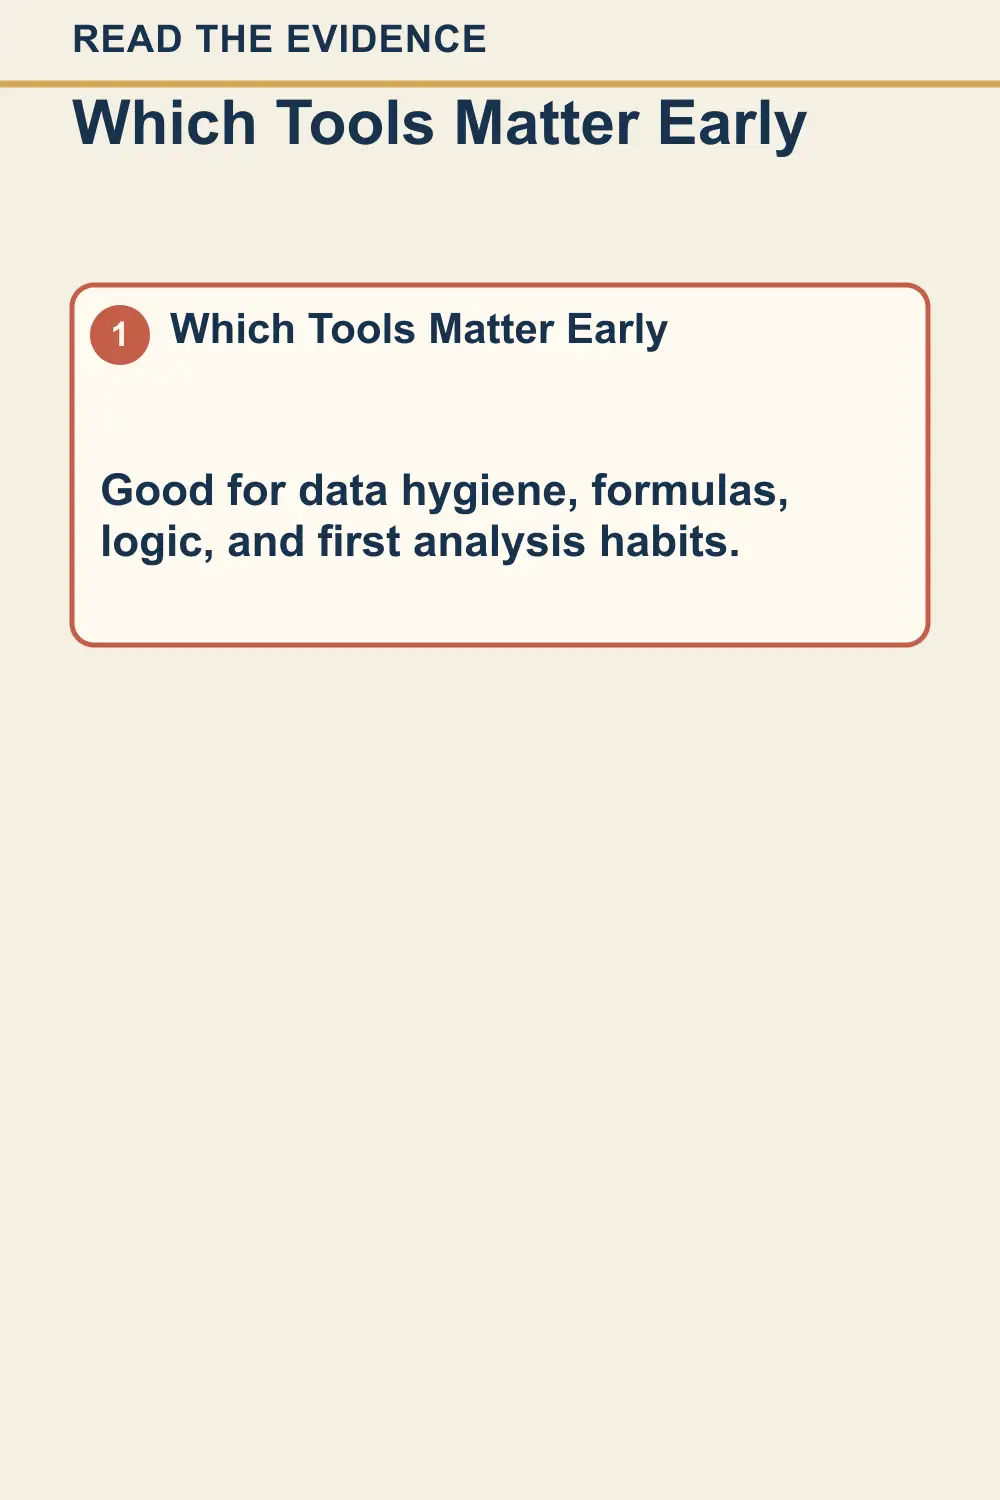 READ THE EVIDENCE
Which Tools Matter Early
1
Which Tools Matter Early
Good for data hygiene, formulas,
logic, and first analysis habits.